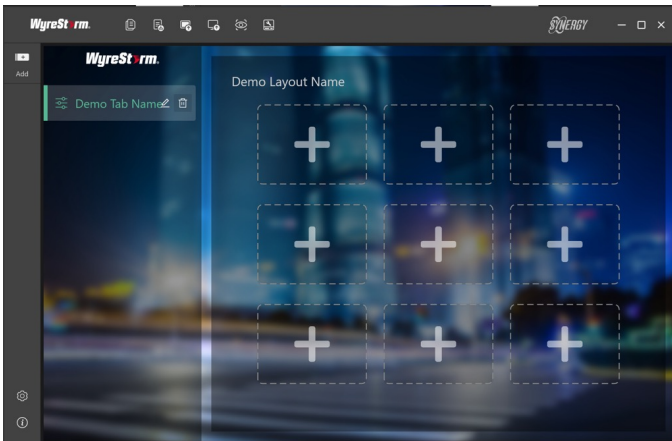 WyreStorm.
SYNERGY
Add
WyreStorm.
Demo Tab Name
Demo Layout Name